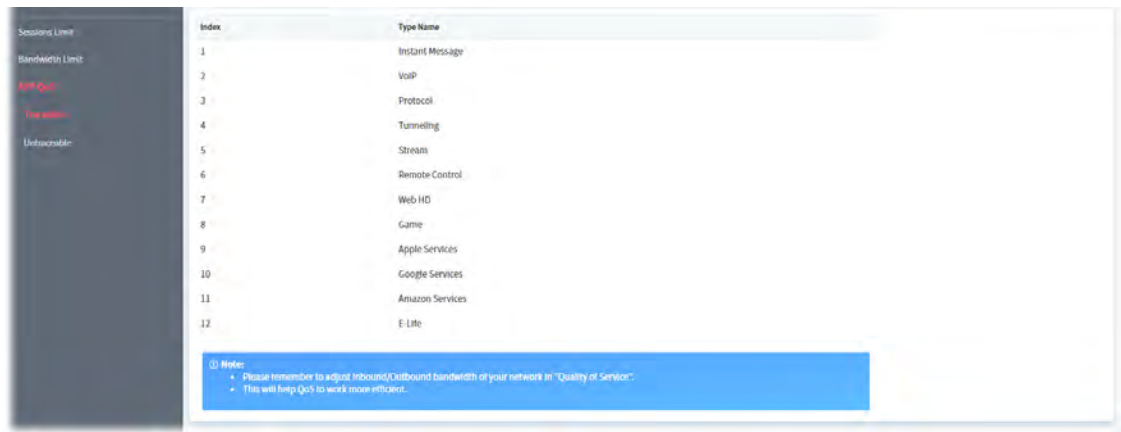 Sessions Limit
Bandwidth Limit
APP QoS
Traceable
Untraceable
Index Type Name
1 Instant Message
2 VoIP
3 Protocol
4 Tunneling
5 Stream
6 Remote Control
7 Web HD
8 Game
9 Apple Services
10 Google Services
11 Amazon Services
12 E-Life
Note:
Please remember to adjust Inbound/Outbound bandwidth of your network in "Quality of Service".
This will help QoS to work more efficient.